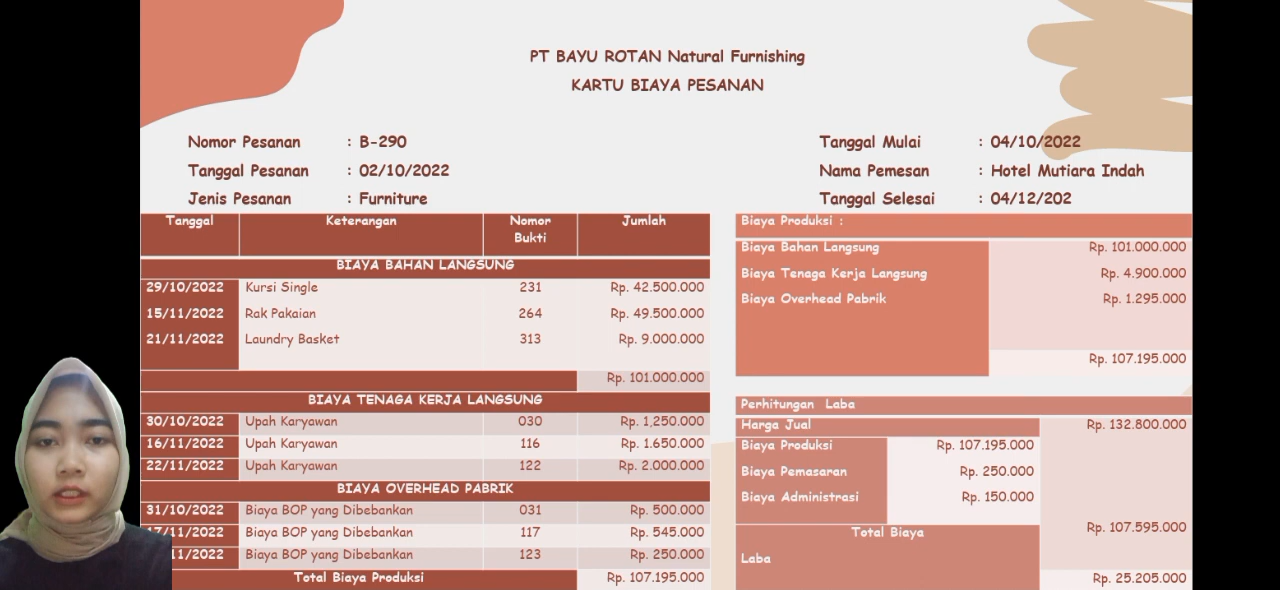 PT BAYU ROTAN Natural Furnishing
KARTU BIAYA PESANAN
Nomor Pesanan : B-290
Tanggal Pesanan : 02/10/2022
Jenis Pesanan : Furniture
Tanggal Mulai : 04/10/2022
Nama Pemesan : Hotel Mutiara Indah
Tanggal Selesai : 04/12/202
Tanggal Keterangan Nomor Bukti Jumlah
BIAYA BAHAN LANGSUNG
29/10/2022 Kursi Single 231 Rp. 42.500.000
15/11/2022 Rak Pakaian 264 Rp. 49.500.000
21/11/2022 Laundry Basket 313 Rp. 9.000.000
Rp. 101.000.000
BIAYA TENAGA KERJA LANGSUNG
30/10/2022 Upah Karyawan 030 Rp. 1,250.000
16/11/2022 Upah Karyawan 116 Rp. 1.650.000
22/11/2022 Upah Karyawan 122 Rp. 2.000.000
BIAYA OVERHEAD PABRIK
31/10/2022 Biaya BOP yang Dibebankan 031 Rp. 500.000
17/11/2022 Biaya BOP yang Dibebankan 117 Rp. 545.000
11/2022 Biaya BOP yang Dibebankan 123 Rp. 250.000
Total Biaya Produksi Rp. 107.195.000
Biaya Produksi :
Biaya Bahan Langsung Rp. 101.000.000
Biaya Tenaga Kerja Langsung Rp. 4.900.000
Biaya Overhead Pabrik Rp. 1.295.000
Rp. 107.195.000
Perhitungan Laba
Harga Jual Rp. 132.800.000
Biaya Produksi Rp. 107.195.000
Biaya Pemasaran Rp. 250.000
Biaya Administrasi Rp. 150.000
Total Biaya Rp. 107.595.000
Laba Rp. 25.205.000